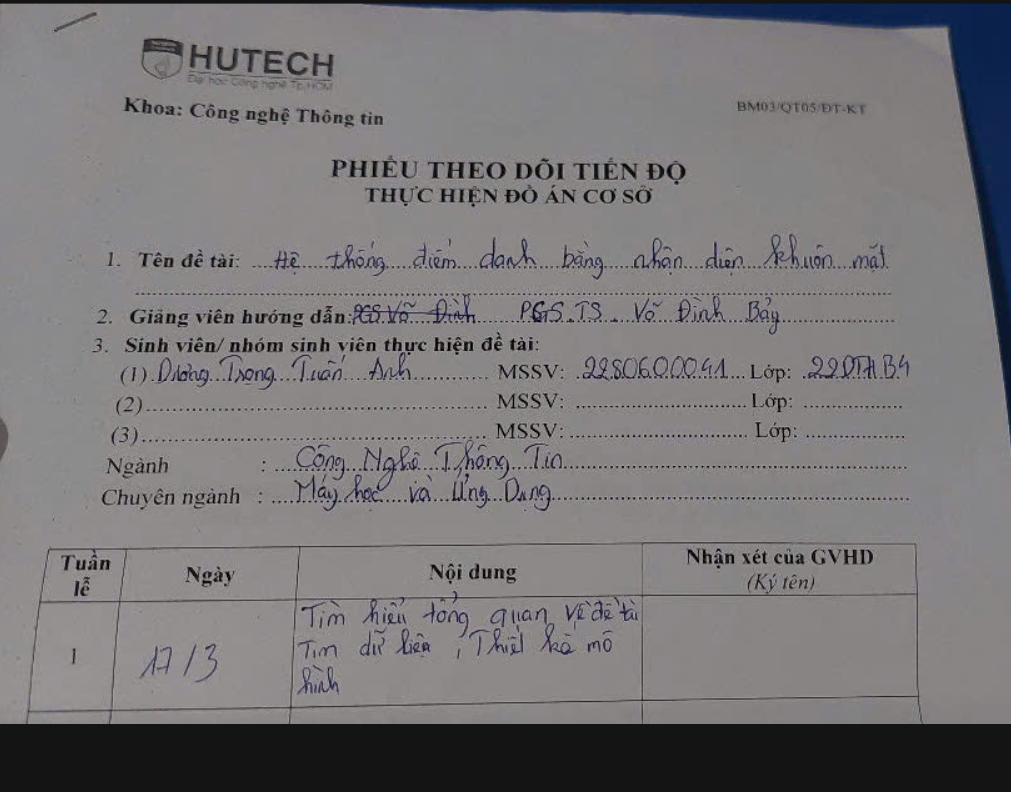 HUTECH
Đại học Công nghệ Tp.HCM
Khoa: Công nghệ Thông tin
BM03/QT05/ĐT-KT
PHIẾU THEO DÕI TIẾN ĐỘ
THỰC HIỆN ĐỒ ÁN CƠ SỞ
1. Tên đề tài: Hệ thống điểm danh bằng nhận diện khuôn mặt
2. Giảng viên hướng dẫn: PGS Võ Đình PGS.TS. Võ Đình Bảy
3. Sinh viên/ nhóm sinh viên thực hiện đề tài:
(1) Dương Trọng Tuấn Anh MSSV: 2280600041 Lớp: 22DTHB4
(2) MSSV: Lớp:
(3) MSSV: Lớp:
Ngành : Công Nghệ Thông Tin
Chuyên ngành : Máy học và Ứng Dụng
Tuần lễ Ngày Nội dung Nhận xét của GVHD
(Ký tên)
1 17/3 Tìm hiểu tổng quan về đề tài
Tìm dữ liệu, Thiết kế mô
hình